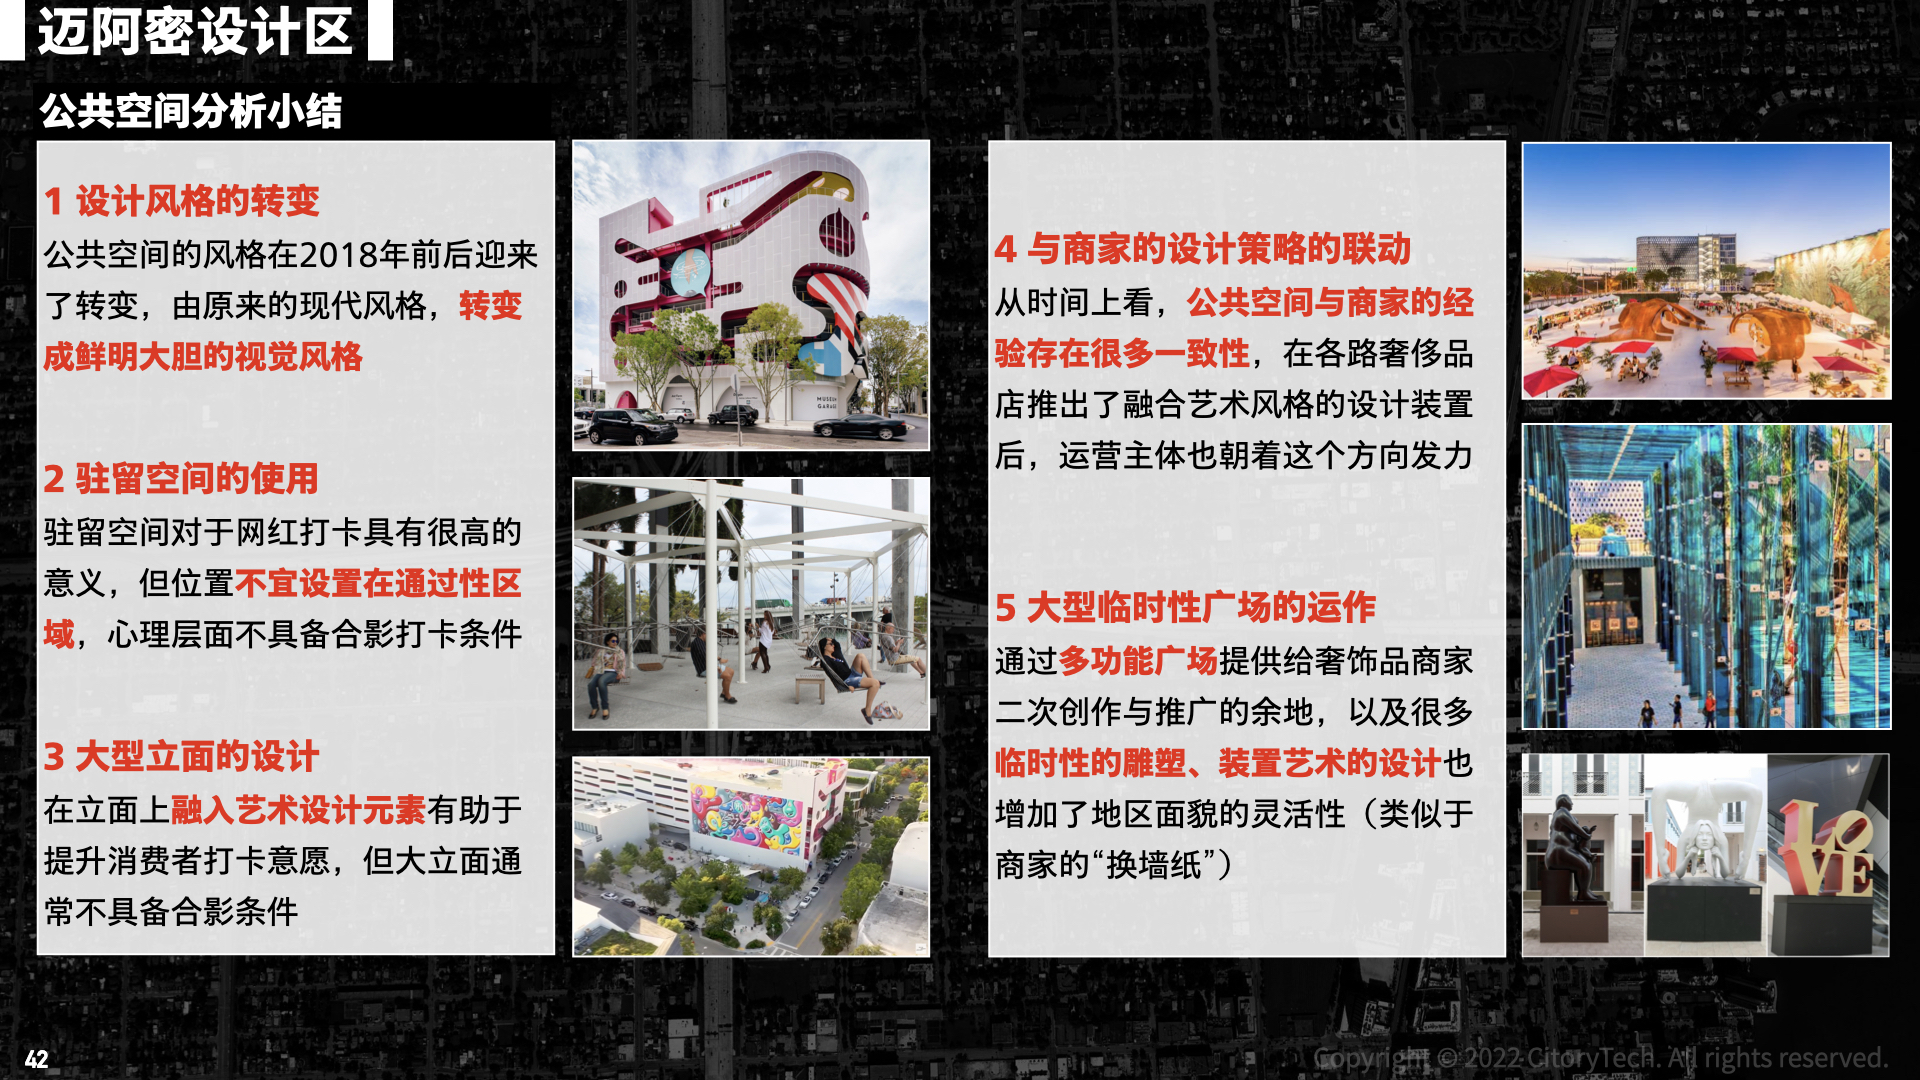 迈阿密设计区
公共空间分析小结
1 设计风格的转变
公共空间的风格在2018年前后迎来
了转变，由原来的现代风格，转变
成鲜明大胆的视觉风格
2 驻留空间的使用
驻留空间对于网红打卡具有很高的
意义，但位置不宜设置在通过性区
域，心理层面不具备合影打卡条件
3 大型立面的设计
在立面上融入艺术设计元素有助于
提升消费者打卡意愿，但大立面通
常不具备合影条件
MUSEUM
GARAGE
4 与商家的设计策略的联动
从时间上看，公共空间与商家的经
验存在很多一致性，在各路奢侈品
店推出了融合艺术风格的设计装置
后，运营主体也朝着这个方向发力
5 大型临时性广场的运作
通过多功能广场提供给奢饰品商家
二次创作与推广的余地，以及很多
临时性的雕塑、装置艺术的设计也
增加了地区面貌的灵活性（类似于
商家的“换墙纸”）
LOVE
42
Copyright © 2022 CitoryTech. All rights reserved.